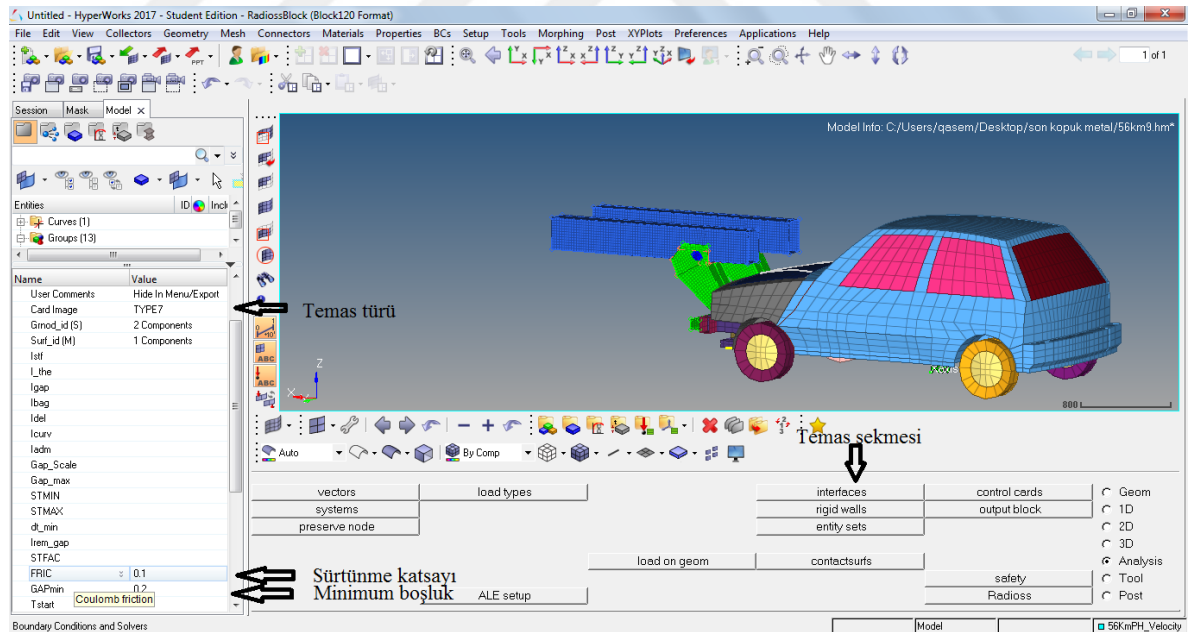 Untitled - HyperWorks 2017 - Student Edition - RadiossBlock (Block120 Format)
File Edit View Collectors Geometry Mesh Connectors Materials Properties BCs Setup Tools Morphing Post XYPlots Preferences Applications Help
PPT
1 of 1
Session Mask Model
Model Info: C:/Users/qasem/Desktop/son kopuk metal/56km9.hm*
Entities ID Incl
Curves (1)
Groups (13)
Name Value
User Comments Hide In Menu/Export
Card Image TYPE7
Temas türü
Grnod_id (S) 2 Components
Surf_id (M) 1 Components
Istf
I_the
Igap
Ibag
Idel
Icurv
Iadm
Gap_Scale
Gap_max
STMIN
STMAX
dt_min
Irem_gap
STFAC
FRIC 0.1
GAPmin 0.2
Tstart
Coulomb friction
Sürtünme katsayı
Minimum boşluk
ABC
ABC
Z
X
800
Temas sekmesi
Auto By Comp
vectors load types interfaces control cards Geom
systems rigid walls output block 1D
preserve node entity sets 2D
3D
load on geom contactsurfs Analysis
safety Tool
ALE setup Radioss Post
Boundary Conditions and Solvers Model 56KmPH_Velocity